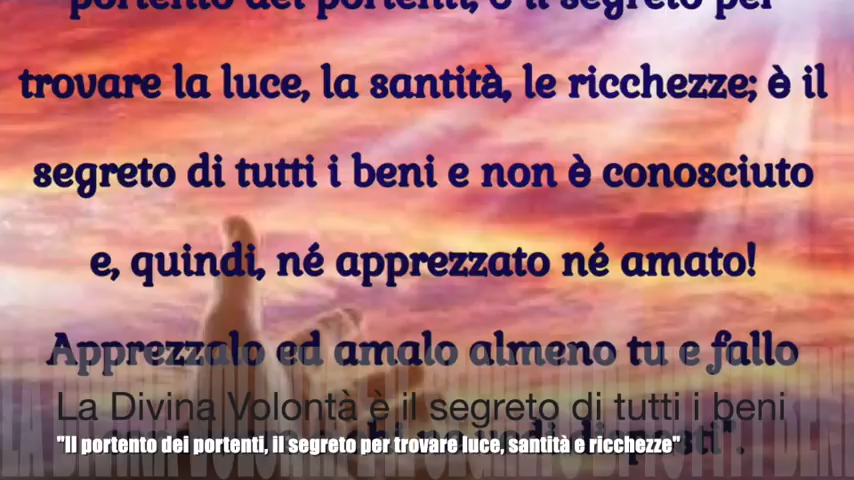 portento dei portenti, è il segreto per
trovare la luce, la santità, le ricchezze; è il
segreto di tutti i beni e non è conosciuto
e, quindi, né apprezzato né amato!
Apprezzalo ed amalo almeno tu e fallo
La Divina Volontà è il segreto di tutti i beni
"Il portento dei portenti, il segreto per trovare luce, santità e ricchezze"